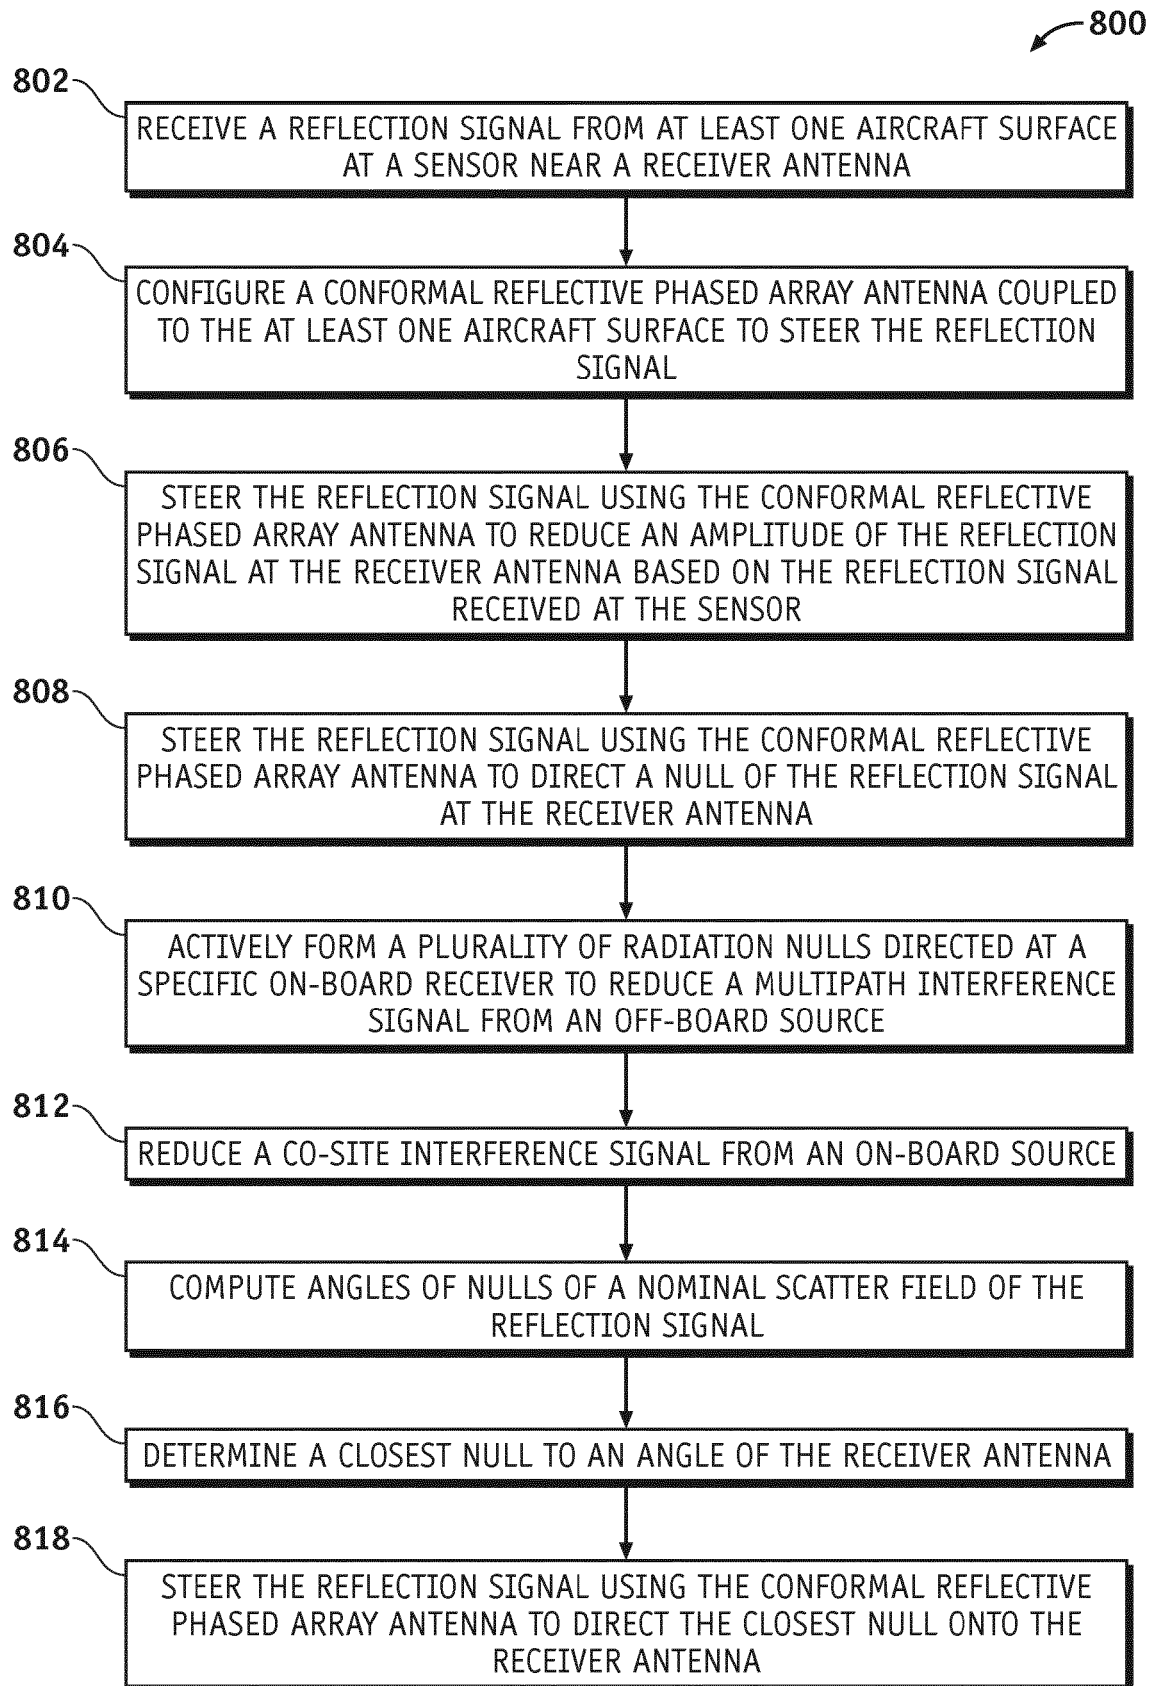 800
802
RECEIVE A REFLECTION SIGNAL FROM AT LEAST ONE AIRCRAFT SURFACE
AT A SENSOR NEAR A RECEIVER ANTENNA
804
CONFIGURE A CONFORMAL REFLECTIVE PHASED ARRAY ANTENNA COUPLED
TO THE AT LEAST ONE AIRCRAFT SURFACE TO STEER THE REFLECTION
SIGNAL
806
STEER THE REFLECTION SIGNAL USING THE CONFORMAL REFLECTIVE
PHASED ARRAY ANTENNA TO REDUCE AN AMPLITUDE OF THE REFLECTION
SIGNAL AT THE RECEIVER ANTENNA BASED ON THE REFLECTION SIGNAL
RECEIVED AT THE SENSOR
808
STEER THE REFLECTION SIGNAL USING THE CONFORMAL REFLECTIVE
PHASED ARRAY ANTENNA TO DIRECT A NULL OF THE REFLECTION SIGNAL
AT THE RECEIVER ANTENNA
810
ACTIVELY FORM A PLURALITY OF RADIATION NULLS DIRECTED AT A
SPECIFIC ON-BOARD RECEIVER TO REDUCE A MULTIPATH INTERFERENCE
SIGNAL FROM AN OFF-BOARD SOURCE
812
REDUCE A CO-SITE INTERFERENCE SIGNAL FROM AN ON-BOARD SOURCE
814
COMPUTE ANGLES OF NULLS OF A NOMINAL SCATTER FIELD OF THE
REFLECTION SIGNAL
816
DETERMINE A CLOSEST NULL TO AN ANGLE OF THE RECEIVER ANTENNA
818
STEER THE REFLECTION SIGNAL USING THE CONFORMAL REFLECTIVE
PHASED ARRAY ANTENNA TO DIRECT THE CLOSEST NULL ONTO THE
RECEIVER ANTENNA